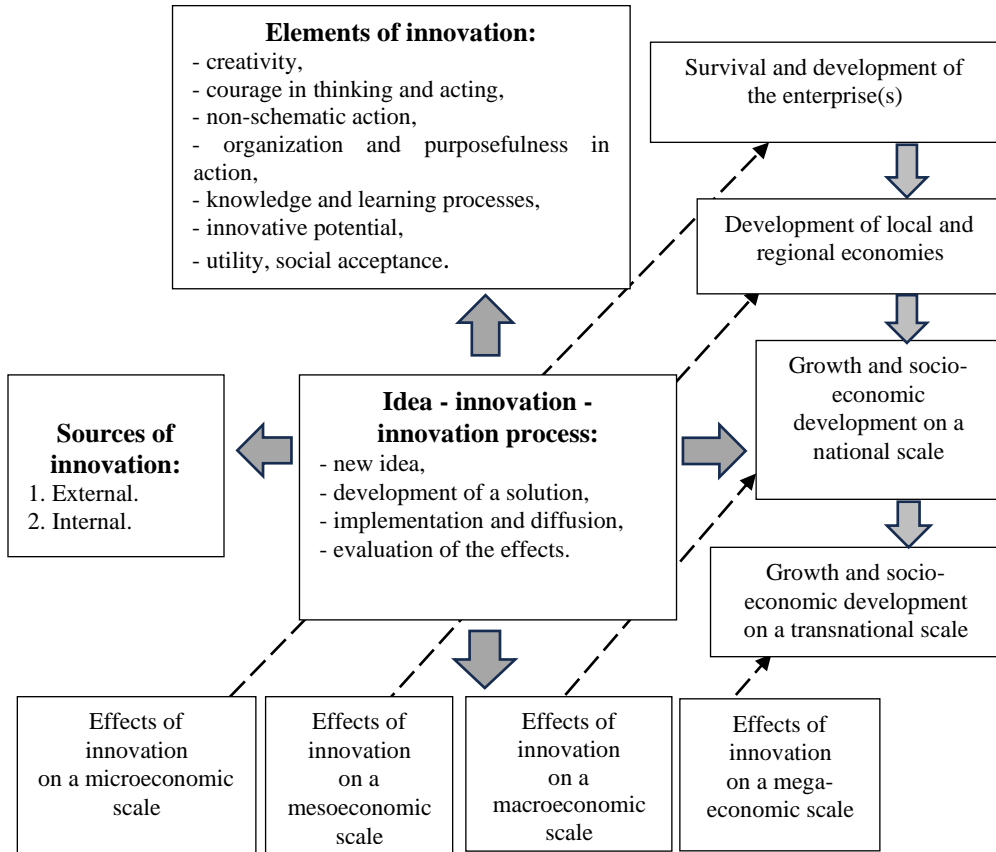 Elements of innovation:
- creativity,
- courage in thinking and acting,
- non-schematic action,
- organization and purposefulness in
action,
- knowledge and learning processes,
- innovative potential,
- utility, social acceptance.
Survival and development of
the enterprise(s)
Development of local and
regional economies
Growth and socio-
economic
development on a
national scale
Growth and socio-
economic development
on a transnational scale
Sources of
innovation:
1. External.
2. Internal.
Idea - innovation -
innovation process:
- new idea,
- development of a solution,
- implementation and diffusion,
- evaluation of the effects.
Effects of
innovation
on a microeconomic
scale
Effects of
innovation
on a
mesoeconomic
scale
Effects of
innovation
on a
macroeconomic
scale
Effects of
innovation
on a mega-
economic scale